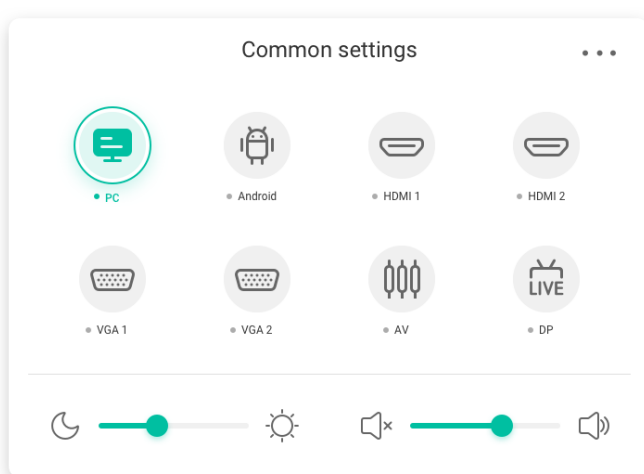 Common settings
PC
Android
HDMI 1
HDMI 2
VGA 1
VGA 2
AV
LIVE
DP